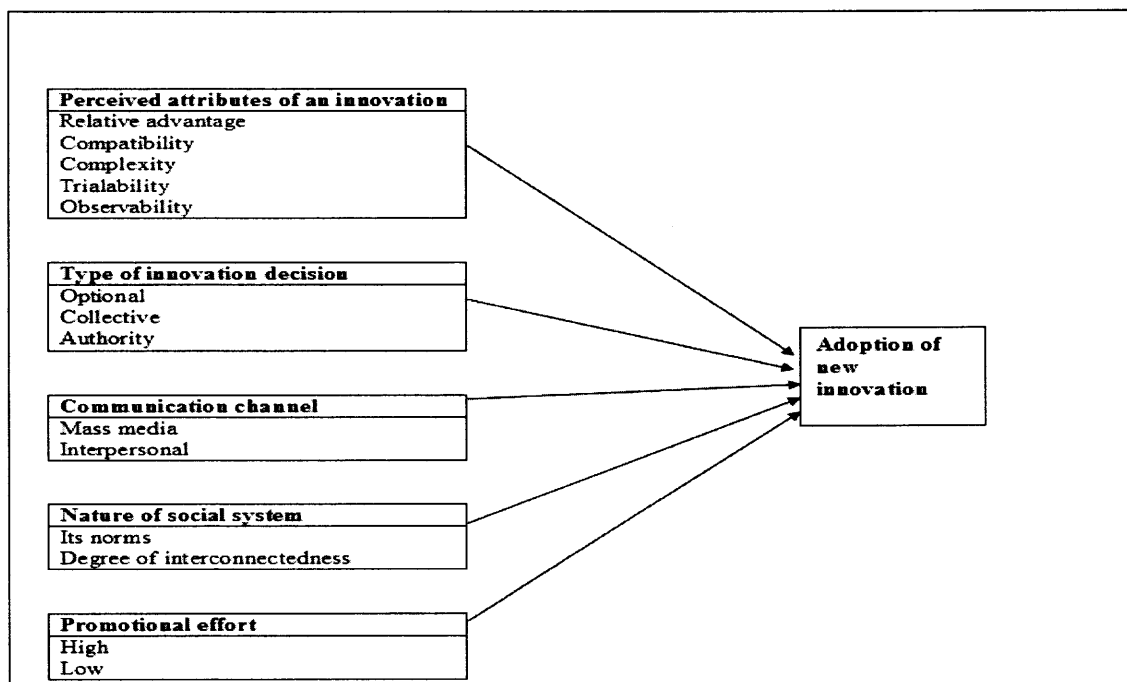 Perceived attributes of an innovation
Relative advantage
Compatibility
Complexity
Trialability
Observability
Type of innovation decision
Optional
Collective
Authority
Communication channel
Mass media
Interpersonal
Nature of social system
Its norms
Degree of interconnectedness
Promotional effort
High
Low
Adoption of
new
innovation